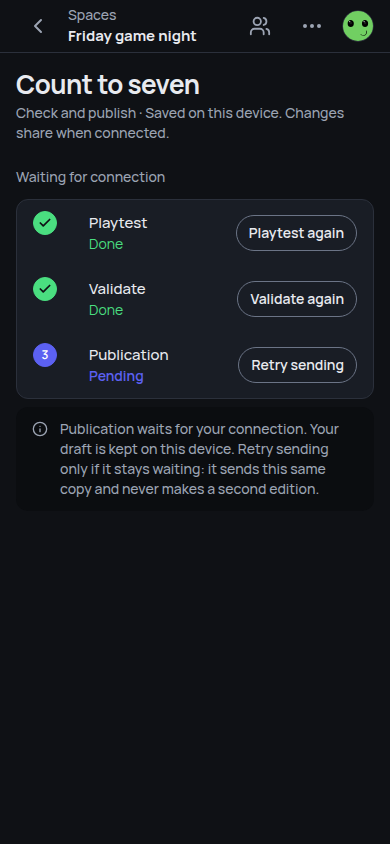 Spaces
Friday game night
Count to seven
Check and publish · Saved on this device. Changes
share when connected.
Waiting for connection
Playtest
Done
Playtest again
Validate
Done
Validate again
3
Publication
Pending
Retry sending
Publication waits for your connection. Your
draft is kept on this device. Retry sending
only if it stays waiting: it sends this same
copy and never makes a second edition.